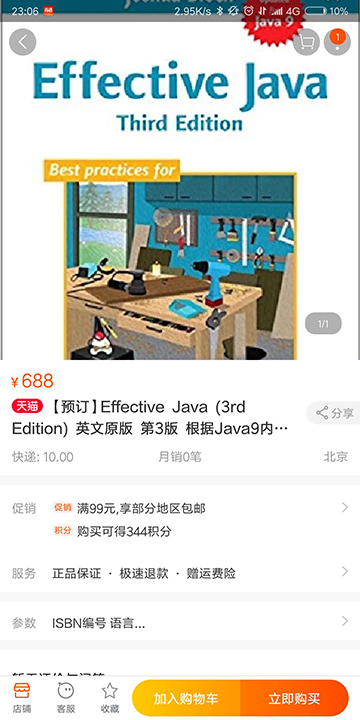 23:06
2.95K/s
4G
10%
Java 9
1
Effective Java
Third Edition
Best practices for
1/1
¥688
天猫 【预订】Effective Java (3rd
Edition) 英文原版 第3版 根据Java9内…
分享
快递: 10.00
月销0笔
北京
促销 促销 满99元,享部分地区包邮
积分 购买可得344积分
服务 正品保证 · 极速退款 · 赠运费险
参数 ISBN编号 语言...
店铺
客服
收藏
加入购物车
立即购买